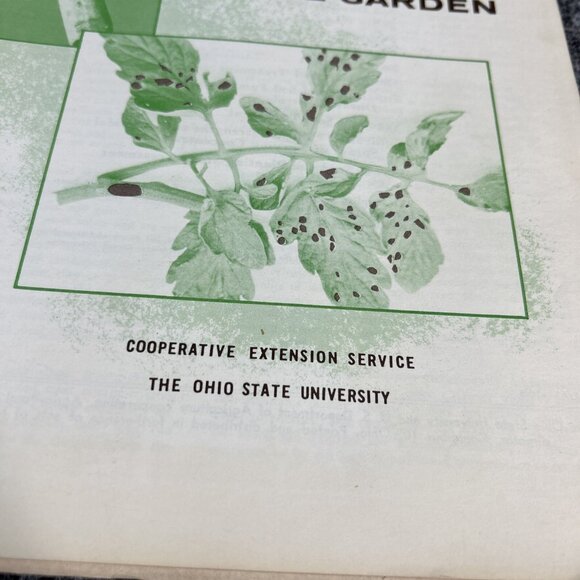 GARDEN
COOPERATIVE EXTENSION SERVICE
THE OHIO STATE UNIVERSITY